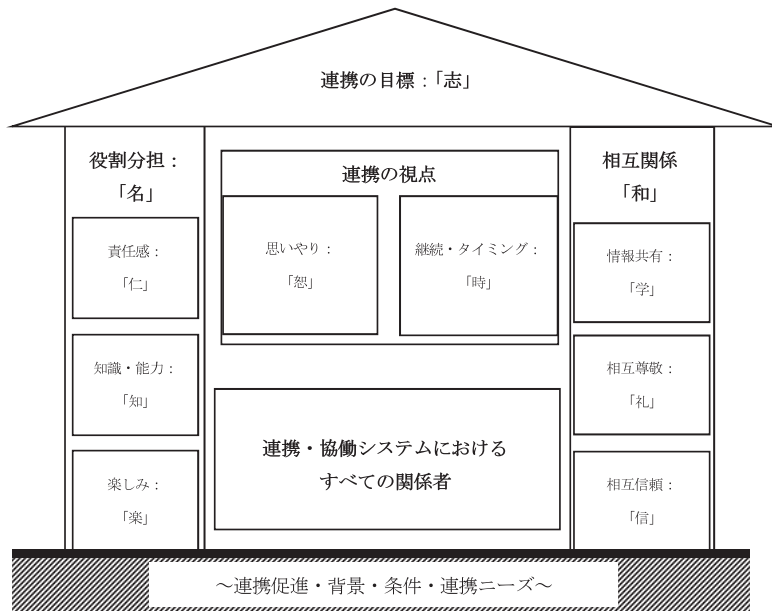 連携の目標：「志」
役割分担：
「名」
責任感：
「仁」
知識・能力：
「知」
楽しみ：
「楽」
連携の視点
思いやり：
「恕」
継続・タイミング：
「時」
連携・協働システムにおける
すべての関係者
相互関係
「和」
情報共有：
「学」
相互尊敬：
「礼」
相互信頼：
「信」
～連携促進・背景・条件・連携ニーズ～